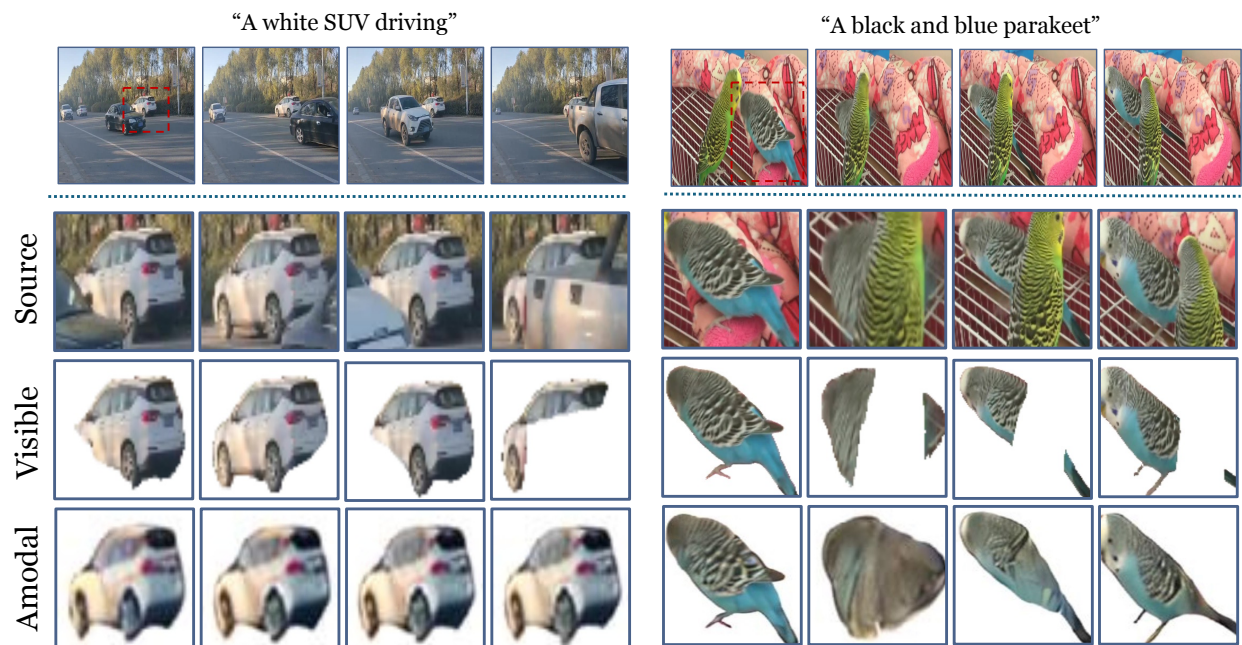 “A white SUV driving”
“A black and blue parakeet”
Source
Visible
Amodal